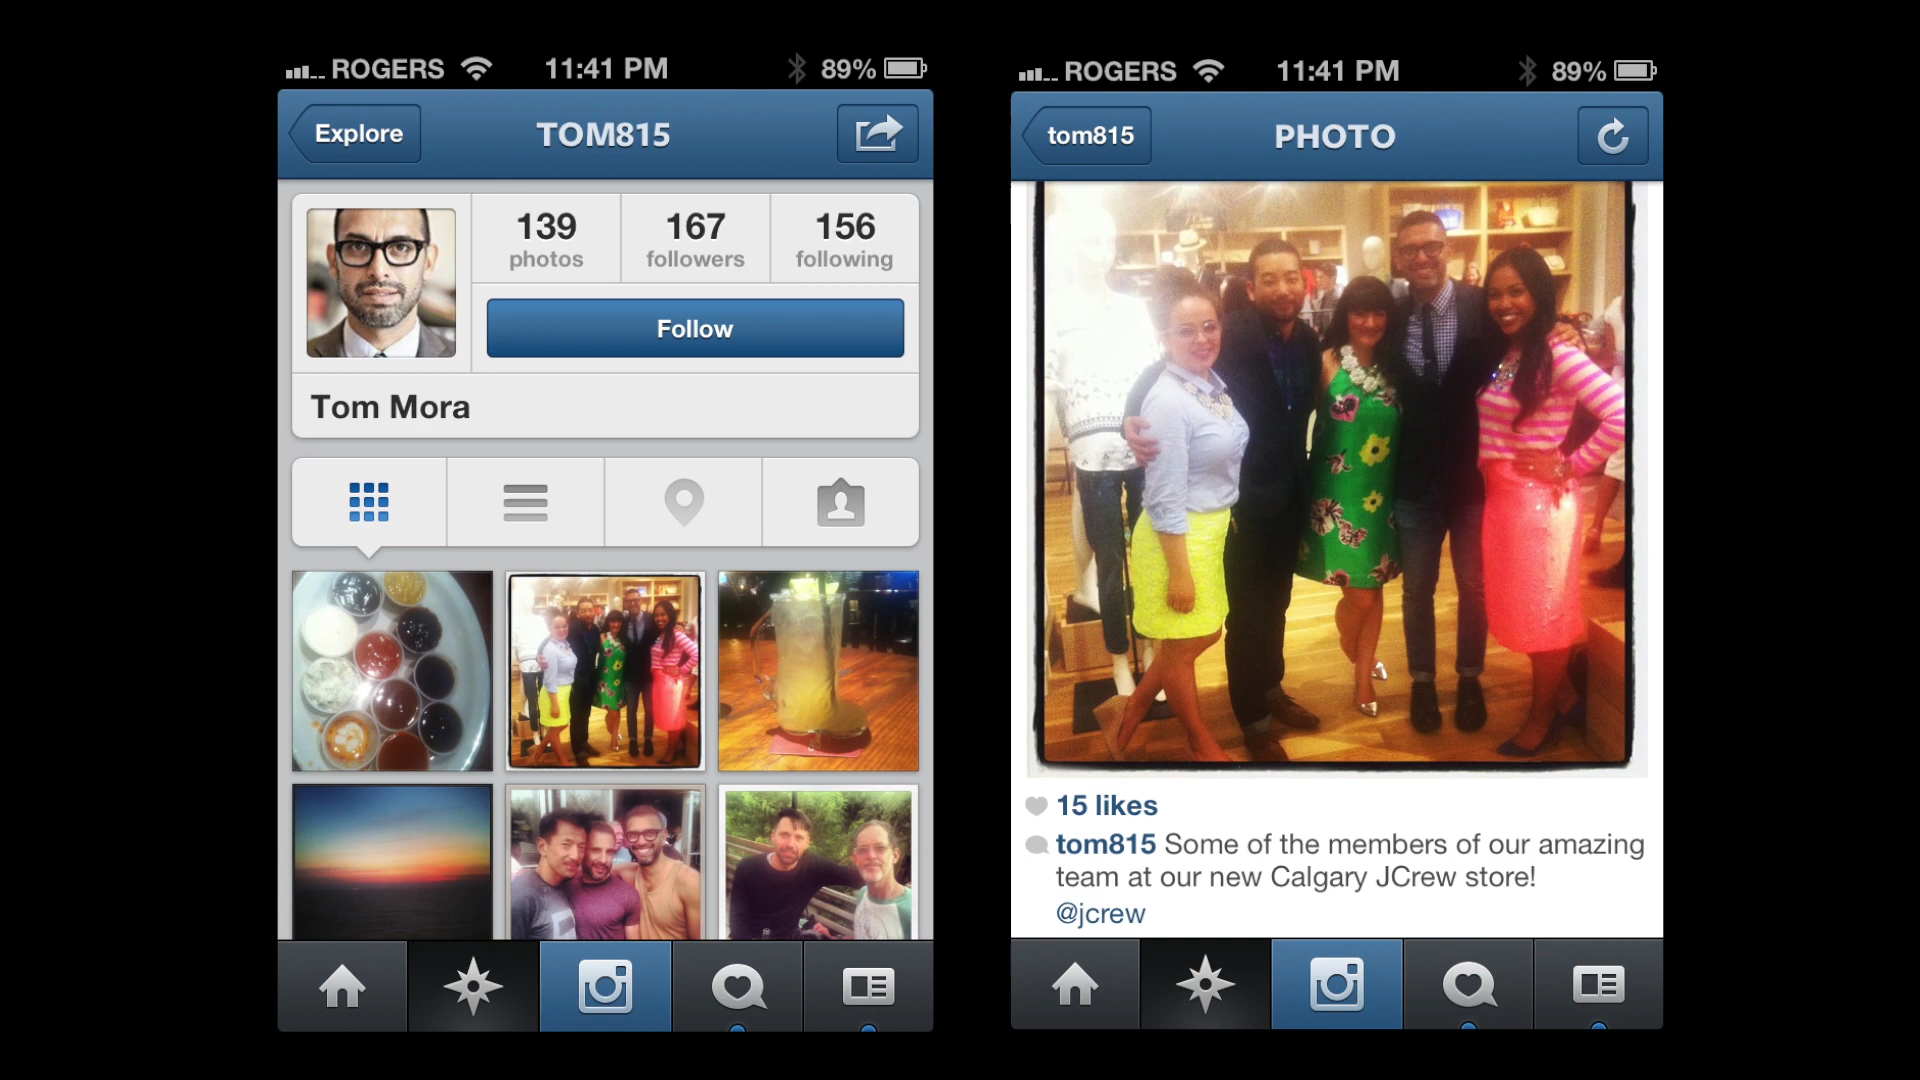 ROGERS 11:41 PM 89%
Explore TOM815
139 167 156
photos followers following
Follow
Tom Mora
ROGERS 11:41 PM 89%
tom815 PHOTO
15 likes
tom815 Some of the members of our amazing
team at our new Calgary JCrew store!
@jcrew